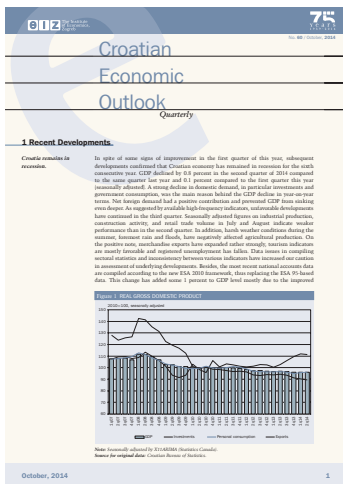 eiz
The Institute
of Economics,
Zagreb
75
YEARS
No. 60 / October, 2014
Croatian
Economic
Outlook
Quarterly
1 Recent Developments
Croatia remains in
recession.
In spite of some signs of improvement in the first quarter of this year, subsequent
developments confirmed that Croatian economy has remained in recession for the sixth
consecutive year. GDP declined by 0.8 percent in the second quarter of 2014 compared
to the same quarter last year and 0.1 percent compared to the first quarter this year
(seasonally adjusted). A strong decline in domestic demand, in particular investments and
government consumption, was the main reason behind the GDP decline in year-on-year
terms. Net foreign demand had a positive contribution and prevented GDP from sinking
even deeper. As suggested by available high-frequency indicators, unfavorable developments
have continued in the third quarter. Seasonally adjusted figures on industrial production,
construction activity, and retail trade volume in July and August indicate weaker
performance than in the second quarter. In addition, harsh weather conditions during the
summer, foremost rain and floods, have negatively affected agricultural production. On
the positive note, merchandise exports have expanded rather strongly, tourism indicators
are mostly favorable and registered unemployment has fallen. Data issues in compiling
sectoral statistics and inconsistency between various indicators have increased our caution
in assessment of underlying developments. Besides, the most recent national accounts data
are compiled according to the new ESA 2010 framework, thus replacing the ESA 95-based
data. This change has added some 1 percent to GDP level mostly due to the improved
Figure 1 REAL GROSS DOMESTIC PRODUCT
2010=100, seasonally adjusted
150
140
130
120
110
100
90
80
70
60
GDP Investments Personal consumption Exports
Note: Seasonally adjusted by X11ARIMA (Statistics Canada).
Source for original data: Croatian Bureau of Statistics.
October, 2014 1